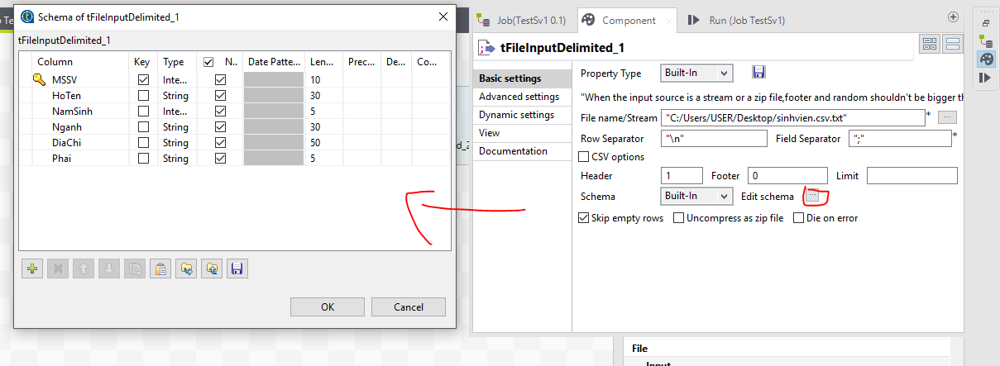 Schema of tFileInputDelimited_1
tFileInputDelimited_1
Column Key Type N.. Date Patte... Len... Prec... De... Co...
MSSV Inte... 10
HoTen String 30
NamSinh Inte... 5
Nganh String 30
DiaChi String 50
Phai String 5
OK Cancel
Job(TestSv1 0.1) Component Run (Job TestSv1)
tFileInputDelimited_1
Basic settings
Advanced settings
Dynamic settings
View
Documentation
Property Type Built-In
"When the input source is a stream or a zip file,footer and random shouldn't be bigger th
File name/Stream "C:/Users/USER/Desktop/sinhvien.csv.txt" * ...
Row Separator "\n" Field Separator ";" *
CSV options
Header 1 Footer 0 Limit
Schema Built-In Edit schema ...
Skip empty rows Uncompress as zip file Die on error
File
Input